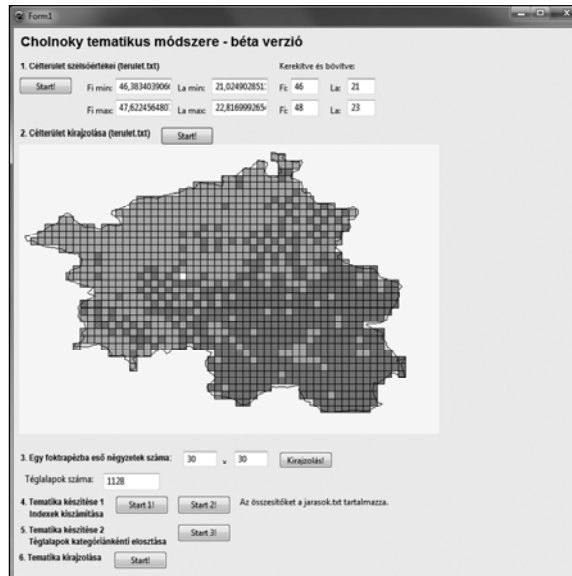 Form1
Cholnoky tematikus módszere - béta verzió
1. Célterület szélsőértékei (terulet.txt)
Kerekítve és bővítve:
Start! Fi min: 46,3834039066 La min: 21,0249028513 Fi: 46 La: 21
Fi max: 47,6224564807 La max: 22,8169992654 Fi: 48 La: 23
2. Célterület kirajzolása (terulet.txt) Start!
3. Egy foktrapézba eső négyzetek száma: 30 x 30 Kirajzolás!
Téglalapok száma: 1128
4. Tematika készítése 1 Start 1! Start 2! Az összesítőket a jarasok.txt tartalmazza.
Indexek kiszámítása
5. Tematika készítése 2 Start 3!
Téglalapok kategóriánkénti elosztása
6. Tematika kirajzolása Start!